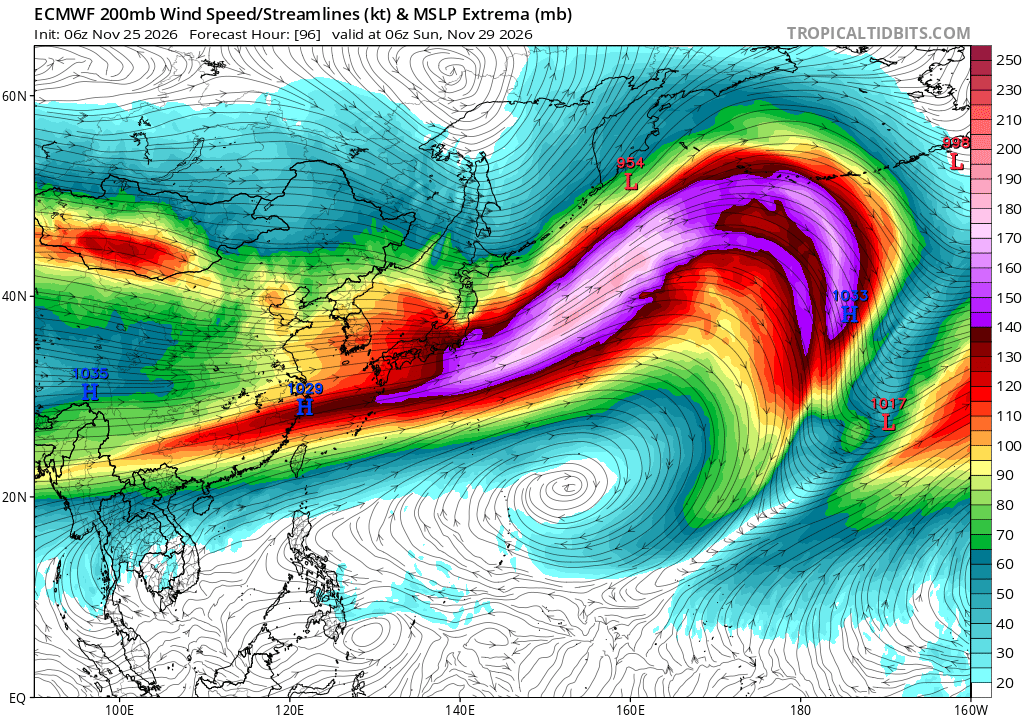 ECMWF 200mb Wind Speed/Streamlines (kt) & MSLP Extrema (mb)
Init: 06z Nov 25 2026 Forecast Hour: [96] valid at 06z Sun, Nov 29 2026
TROPICALTIDBITS.COM
250
230
210
200
190
180
170
160
150
140
130
120
110
100
90
80
70
60
50
40
30
20
60N
40N
20N
EQ
998
L
954
L
1033
H
1035
H
1029
H
1017
L
100E
120E
140E
160E
180
160W